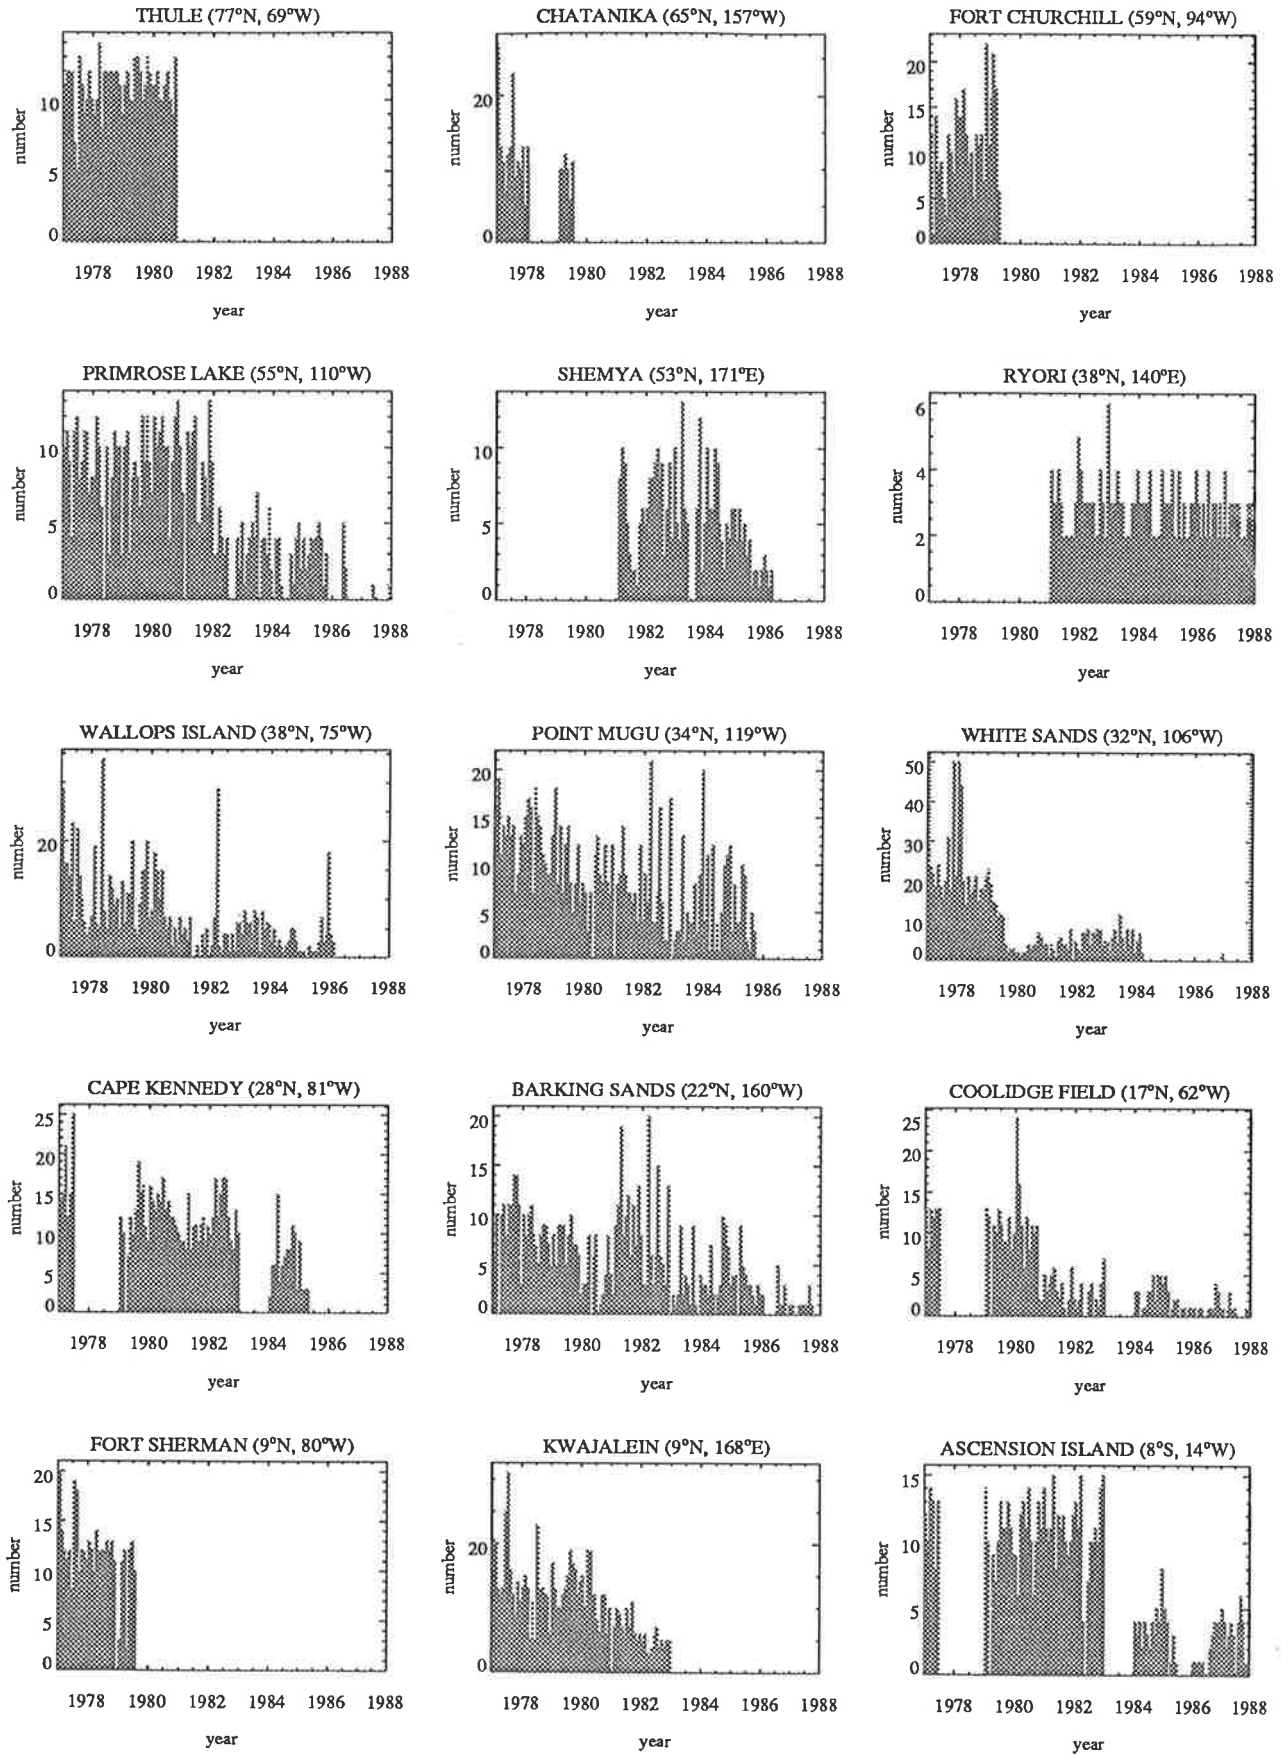 THULE (77°N, 69°W)
number
10
5
0
1978 1980 1982 1984 1986 1988
year
CHATANIKA (65°N, 157°W)
number
20
0
1978 1980 1982 1984 1986 1988
year
FORT CHURCHILL (59°N, 94°W)
number
20
15
10
5
0
1978 1980 1982 1984 1986 1988
year
PRIMROSE LAKE (55°N, 110°W)
number
10
5
0
1978 1980 1982 1984 1986 1988
year
SHEMYA (53°N, 171°E)
number
10
5
0
1978 1980 1982 1984 1986 1988
year
RYORI (38°N, 140°E)
number
6
4
2
0
1978 1980 1982 1984 1986 1988
year
WALLOPS ISLAND (38°N, 75°W)
number
20
0
1978 1980 1982 1984 1986 1988
year
POINT MUGU (34°N, 119°W)
number
20
15
10
5
0
1978 1980 1982 1984 1986 1988
year
WHITE SANDS (32°N, 106°W)
number
50
40
30
20
10
0
1978 1980 1982 1984 1986 1988
year
CAPE KENNEDY (28°N, 81°W)
number
25
20
15
10
5
0
1978 1980 1982 1984 1986 1988
year
BARKING SANDS (22°N, 160°W)
number
20
15
10
5
0
1978 1980 1982 1984 1986 1988
year
COOLIDGE FIELD (17°N, 62°W)
number
25
20
15
10
5
0
1978 1980 1982 1984 1986 1988
year
FORT SHERMAN (9°N, 80°W)
number
20
15
10
5
0
1978 1980 1982 1984 1986 1988
year
KWAJALEIN (9°N, 168°E)
number
20
0
1978 1980 1982 1984 1986 1988
year
ASCENSION ISLAND (8°S, 14°W)
number
15
10
5
0
1978 1980 1982 1984 1986 1988
year